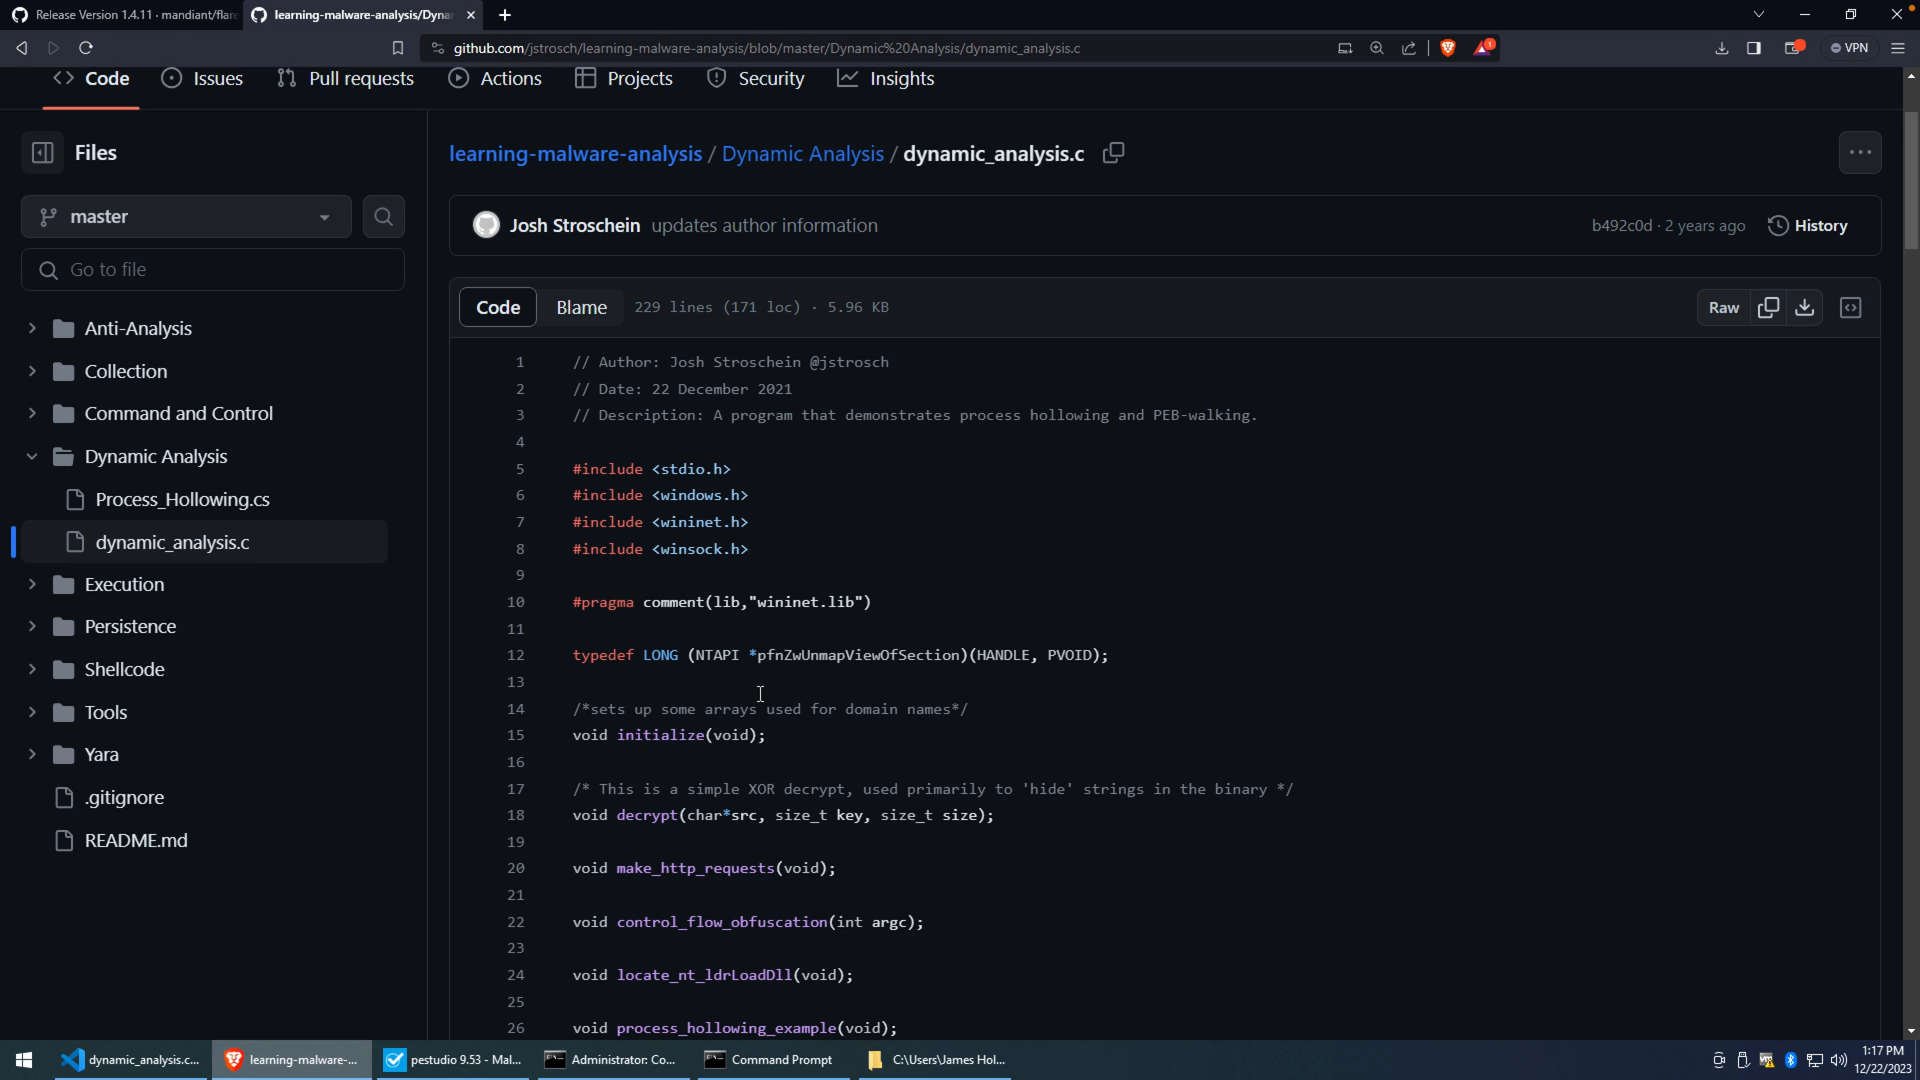 Release Version 1.4.11 · mandiant/flare
learning-malware-analysis/Dyna
github.com/jstrosch/learning-malware-analysis/blob/master/Dynamic%20Analysis/dynamic_analysis.c
1
VPN
Code
Issues
Pull requests
Actions
Projects
Security
Insights
Files
learning-malware-analysis / Dynamic Analysis / dynamic_analysis.c
master
Josh Stroschein updates author information
b492c0d · 2 years ago
History
Go to file
Code Blame 229 lines (171 loc) · 5.96 KB
Raw
Anti-Analysis
Collection
Command and Control
Dynamic Analysis
Process_Hollowing.cs
dynamic_analysis.c
Execution
Persistence
Shellcode
Tools
Yara
.gitignore
README.md
1 // Author: Josh Stroschein @jstrosch
2 // Date: 22 December 2021
3 // Description: A program that demonstrates process hollowing and PEB-walking.
4
5 #include <stdio.h>
6 #include <windows.h>
7 #include <wininet.h>
8 #include <winsock.h>
9
10 #pragma comment(lib,"wininet.lib")
11
12 typedef LONG (NTAPI *pfnZwUnmapViewOfSection)(HANDLE, PVOID);
13
14 /*sets up some arrays used for domain names*/
15 void initialize(void);
16
17 /* This is a simple XOR decrypt, used primarily to 'hide' strings in the binary */
18 void decrypt(char*src, size_t key, size_t size);
19
20 void make_http_requests(void);
21
22 void control_flow_obfuscation(int argc);
23
24 void locate_nt_ldrLoadDll(void);
25
26 void process_hollowing_example(void);
dynamic_analysis.c...
learning-malware-...
pestudio 9.53 - Mal...
Administrator: Co...
Command Prompt
C:\Users\James Hol...
1:17 PM
12/22/2023